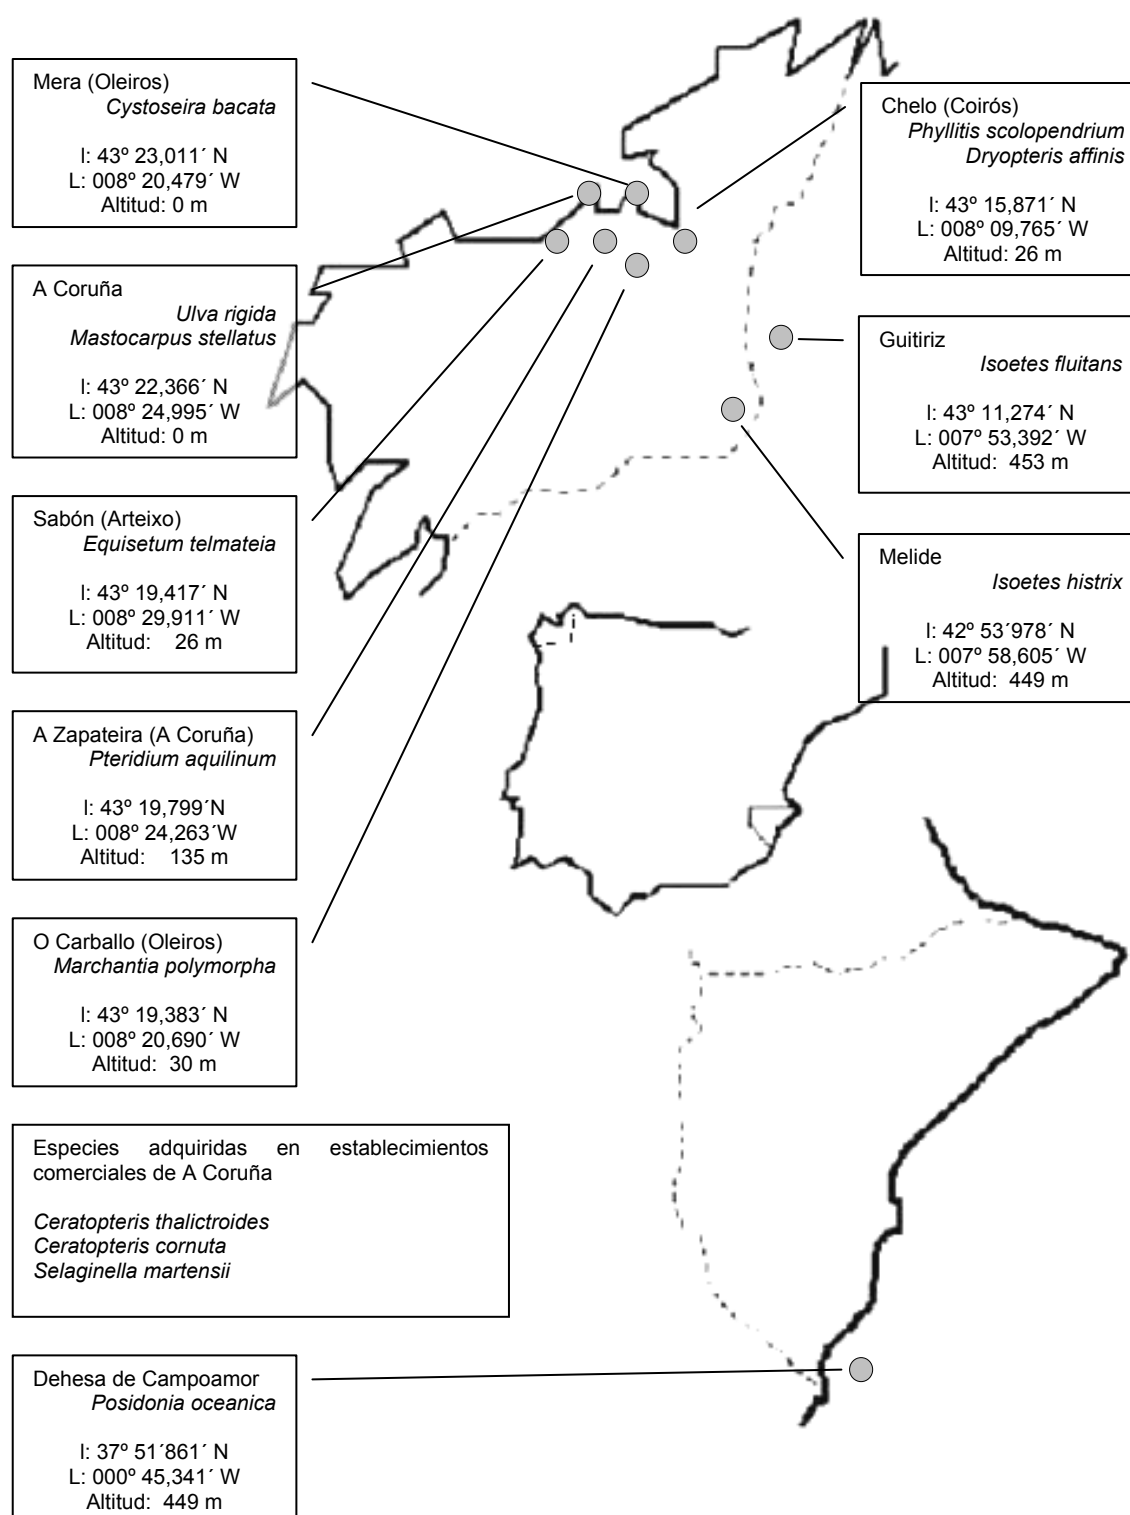 Mera (Oleiros)
Cystoseira bacata
l: 43º 23,011´ N
L: 008º 20,479´ W
Altitud: 0 m
A Coruña
Ulva rigida
Mastocarpus stellatus
l: 43º 22,366´ N
L: 008º 24,995´ W
Altitud: 0 m
Sabón (Arteixo)
Equisetum telmateia
l: 43º 19,417´ N
L: 008º 29,911´ W
Altitud: 26 m
A Zapateira (A Coruña)
Pteridium aquilinum
l: 43º 19,799´N
L: 008º 24,263´W
Altitud: 135 m
O Carballo (Oleiros)
Marchantia polymorpha
l: 43º 19,383´ N
L: 008º 20,690´ W
Altitud: 30 m
Especies adquiridas en establecimientos
comerciales de A Coruña
Ceratopteris thalictroides
Ceratopteris cornuta
Selaginella martensii
Dehesa de Campoamor
Posidonia oceanica
l: 37º 51´861´ N
L: 000º 45,341´ W
Altitud: 449 m
Chelo (Coirós)
Phyllitis scolopendrium
Dryopteris affinis
l: 43º 15,871´ N
L: 008º 09,765´ W
Altitud: 26 m
Guitiriz
Isoetes fluitans
l: 43º 11,274´ N
L: 007º 53,392´ W
Altitud: 453 m
Melide
Isoetes histrix
l: 42º 53´978´ N
L: 007º 58,605´ W
Altitud: 449 m